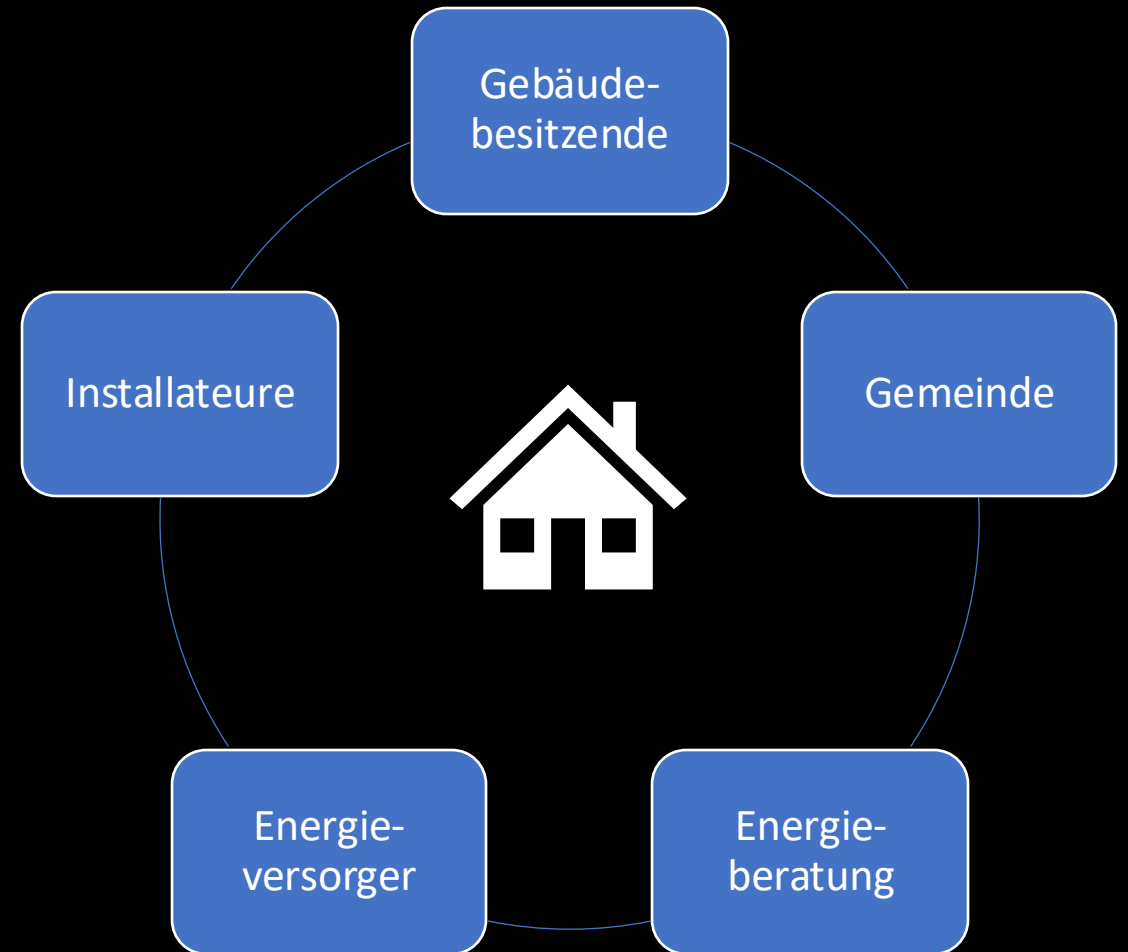 Gebäude-
besitzende
Installateure
Gemeinde
Energie-
versorger
Energie-
beratung